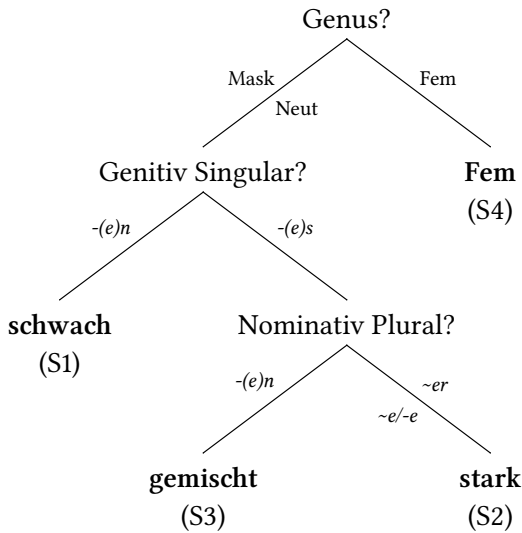 Genus?
Mask
Neut
Fem
Genitiv Singular?
Fem
(S4)
-(e)n
-(e)s
schwach
(S1)
Nominativ Plural?
-(e)n
~er
~e/-e
gemischt
(S3)
stark
(S2)